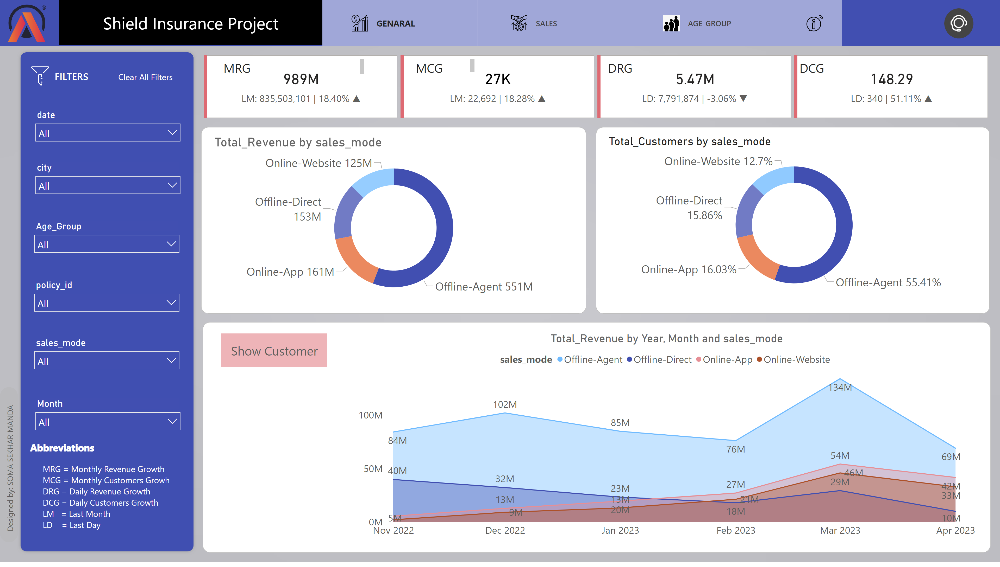 ®
Shield Insurance Project
GENARAL
SALES
AGE_GROUP
FILTERS
Clear All Filters
date
All
city
All
Age_Group
All
policy_id
All
sales_mode
All
Month
All
Abbreviations
MRG = Monthly Revenue Growth
MCG = Monthly Customers Growh
DRG = Daily Revenue Growth
DCG = Daily Customers Growth
LM = Last Month
LD = Last Day
Designed by: SOMA SEKHAR MANDA
MRG
989M
LM: 835,503,101 | 18.40% ▲
MCG
27K
LM: 22,692 | 18.28% ▲
DRG
5.47M
LD: 7,791,874 | -3.06% ▼
DCG
148.29
LD: 340 | 51.11% ▲
Total_Revenue by sales_mode
Online-Website 125M
Offline-Direct
153M
Online-App 161M
Offline-Agent 551M
Total_Customers by sales_mode
Online-Website 12.7%
Offline-Direct
15.86%
Online-App 16.03%
Offline-Agent 55.41%
Show Customer
Total_Revenue by Year, Month and sales_mode
sales_mode Offline-Agent Offline-Direct Online-App Online-Website
100M
50M
0M
84M
102M
85M
76M
134M
69M
40M
32M
23M
27M
54M
46M
29M
42M
33M
13M
9M
13M
20M
21M
18M
5M
10M
Nov 2022
Dec 2022
Jan 2023
Feb 2023
Mar 2023
Apr 2023